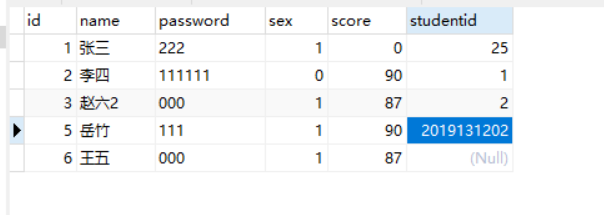 id name password sex score studentid
1 张三 222 1 0 25
2 李四 111111 0 90 1
3 赵六2 000 1 87 2
5 岳竹 111 1 90 2019131202
6 王五 000 1 87 (Null)